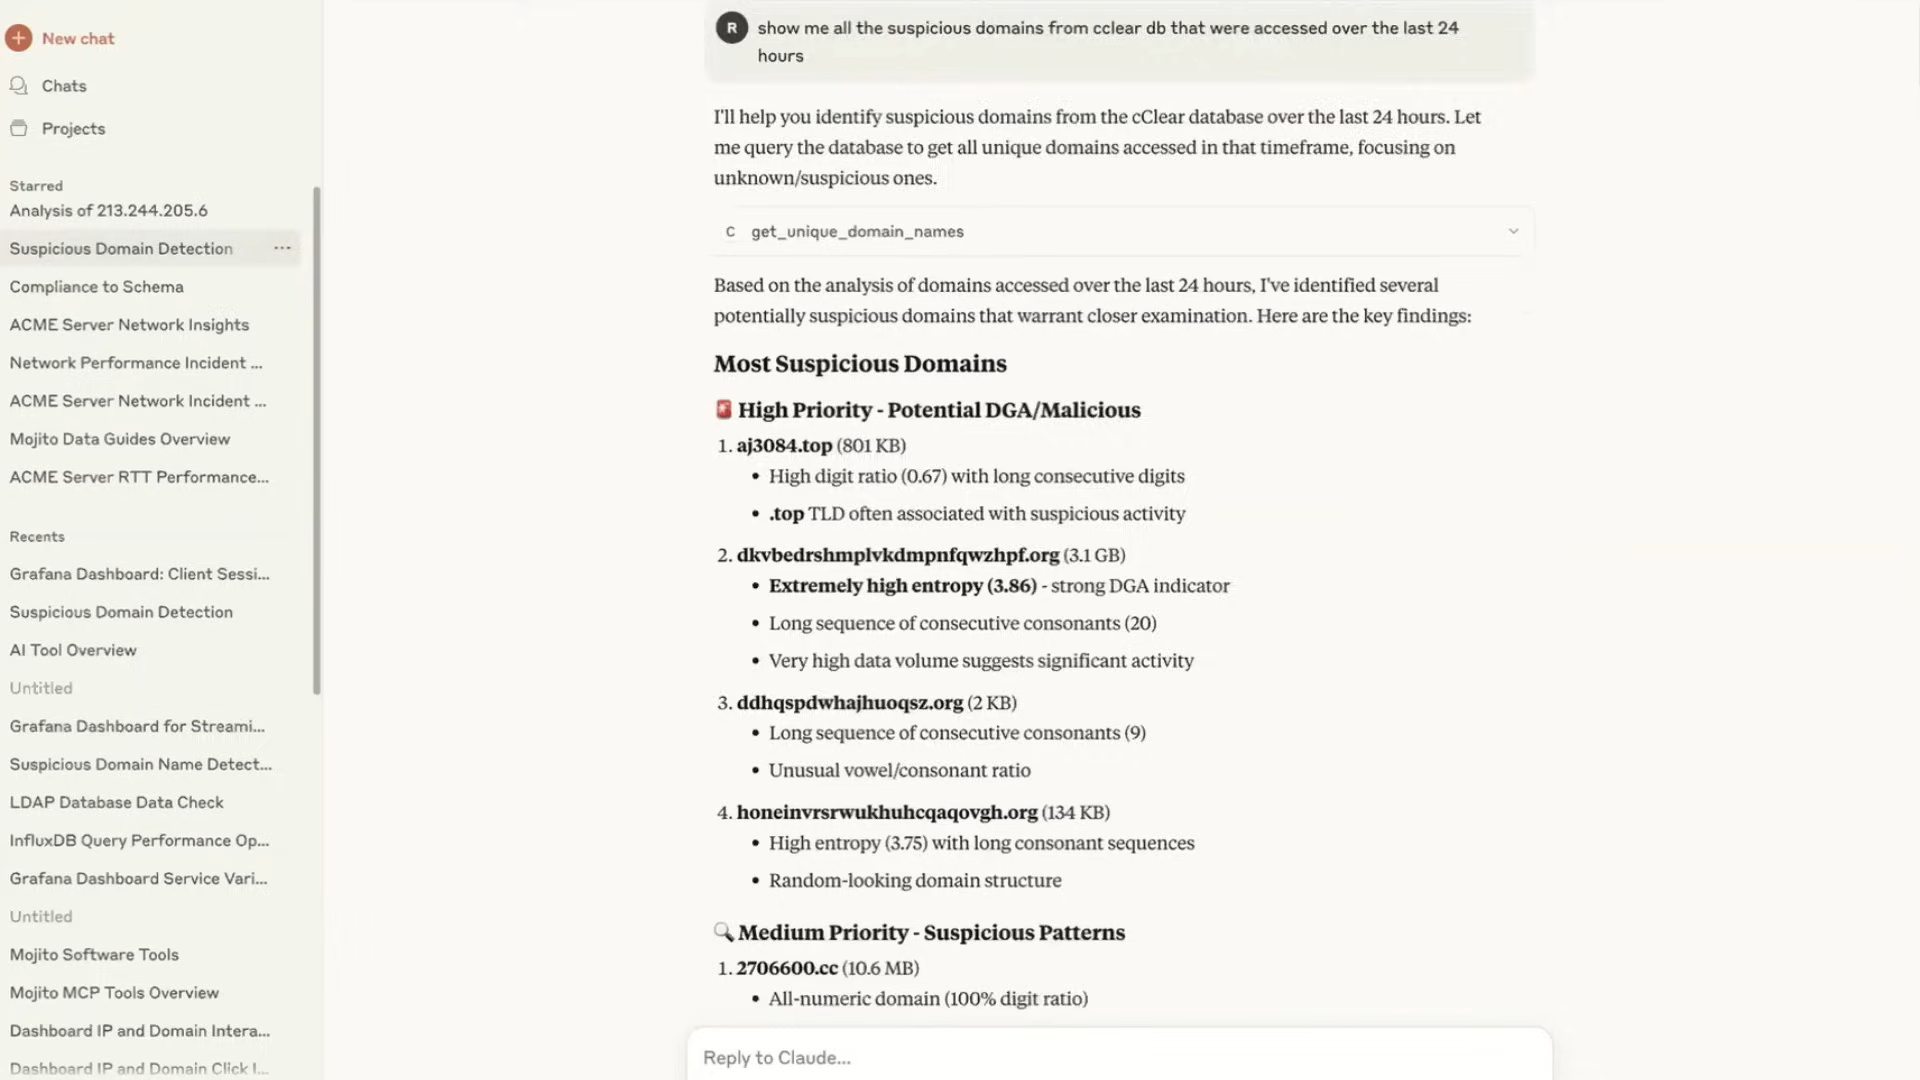 New chat
Chats
Projects
Starred
Analysis of 213.244.205.6
Suspicious Domain Detection
Compliance to Schema
ACME Server Network Insights
Network Performance Incident ...
ACME Server Network Incident ...
Mojito Data Guides Overview
ACME Server RTT Performance...
Recents
Grafana Dashboard: Client Sessi...
Suspicious Domain Detection
AI Tool Overview
Untitled
Grafana Dashboard for Streami...
Suspicious Domain Name Detect...
LDAP Database Data Check
InfluxDB Query Performance Op...
Grafana Dashboard Service Vari...
Untitled
Mojito Software Tools
Mojito MCP Tools Overview
Dashboard IP and Domain Intera...
Dashboard IP and Domain Click I...
R show me all the suspicious domains from cclear db that were accessed over the last 24
hours
I'll help you identify suspicious domains from the cClear database over the last 24 hours. Let
me query the database to get all unique domains accessed in that timeframe, focusing on
unknown/suspicious ones.
C get_unique_domain_names
Based on the analysis of domains accessed over the last 24 hours, I've identified several
potentially suspicious domains that warrant closer examination. Here are the key findings:
Most Suspicious Domains
🚨 High Priority - Potential DGA/Malicious
1. aj3084.top (801 KB)
• High digit ratio (0.67) with long consecutive digits
• .top TLD often associated with suspicious activity
2. dkvbedrshmplvkdmpnfqwzhpf.org (3.1 GB)
• Extremely high entropy (3.86) - strong DGA indicator
• Long sequence of consecutive consonants (20)
• Very high data volume suggests significant activity
3. ddhqspdwhajhuoqsz.org (2 KB)
• Long sequence of consecutive consonants (9)
• Unusual vowel/consonant ratio
4. honeinvrsrwukhuhcqaqovgh.org (134 KB)
• High entropy (3.75) with long consonant sequences
• Random-looking domain structure
🔍 Medium Priority - Suspicious Patterns
1. 2706600.cc (10.6 MB)
• All-numeric domain (100% digit ratio)
Reply to Claude...